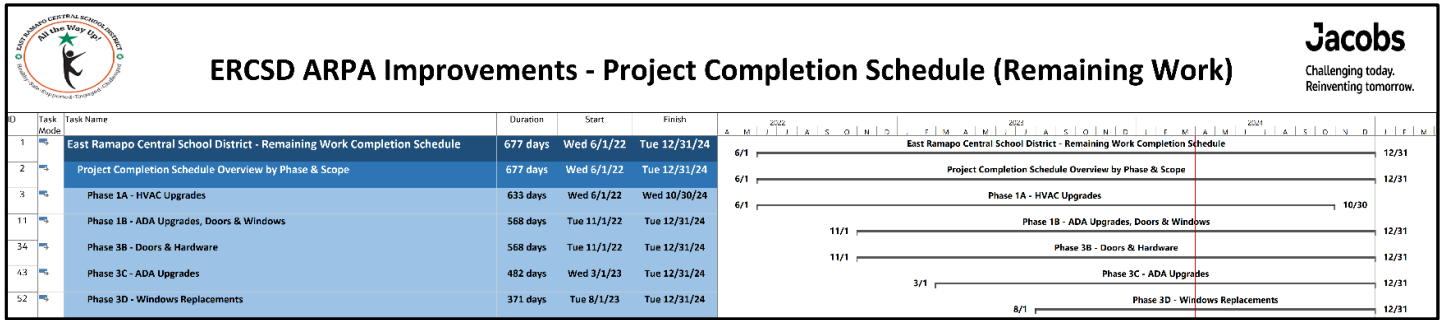 EAST RAMAPO CENTRAL SCHOOL DISTRICT
All the Way Up!
Jacobs
Challenging today.
Reinventing tomorrow.
ERCSD ARPA Improvements - Project Completion Schedule (Remaining Work)
ID Task Mode Task Name Duration Start Finish
2022 2023 2024
A M J J A S O N D J F M A M J J A S O N D J F M A M J J A S O N D J F M
1 East Ramapo Central School District - Remaining Work Completion Schedule 677 days Wed 6/1/22 Tue 12/31/24 6/1 East Ramapo Central School District - Remaining Work Completion Schedule 12/31
2 Project Completion Schedule Overview by Phase & Scope 677 days Wed 6/1/22 Tue 12/31/24 6/1 Project Completion Schedule Overview by Phase & Scope 12/31
3 Phase 1A - HVAC Upgrades 633 days Wed 6/1/22 Wed 10/30/24 6/1 Phase 1A - HVAC Upgrades 10/30
11 Phase 1B - ADA Upgrades, Doors & Windows 568 days Tue 11/1/22 Tue 12/31/24 11/1 Phase 1B - ADA Upgrades, Doors & Windows 12/31
34 Phase 3B - Doors & Hardware 568 days Tue 11/1/22 Tue 12/31/24 11/1 Phase 3B - Doors & Hardware 12/31
43 Phase 3C - ADA Upgrades 482 days Wed 3/1/23 Tue 12/31/24 3/1 Phase 3C - ADA Upgrades 12/31
52 Phase 3D - Windows Replacements 371 days Tue 8/1/23 Tue 12/31/24 8/1 Phase 3D - Windows Replacements 12/31